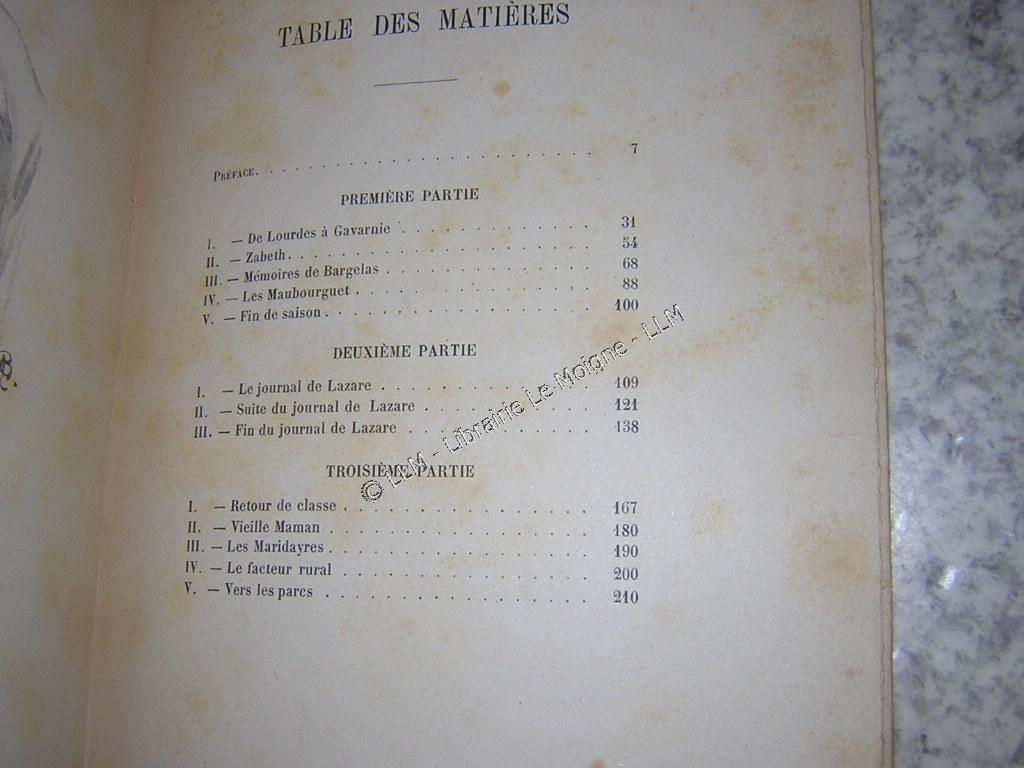 TABLE DES MATIÈRES
PRÉFACE. . . . . . . . . . . . . . . . . . . . 7
PREMIÈRE PARTIE
I. — De Lourdes à Gavarnie . . . . . . . . . . 31
II. — Zabeth. . . . . . . . . . . . . . . . 54
III. — Mémoires de Bargelas . . . . . . . . . . 68
IV. — Les Maubourguet . . . . . . . . . . . . 88
V. — Fin de saison . . . . . . . . . . . . . 100
DEUXIÈME PARTIE
I. — Le journal de Lazare . . . . . . . . . . 109
II. — Suite du journal de Lazare . . . . . . . . 121
III. — Fin du journal de Lazare . . . . . . . . . 138
TROISIÈME PARTIE
I. — Retour de classe . . . . . . . . . . . . 167
II. — Vieille Maman . . . . . . . . . . . . 180
III. — Les Maridayres . . . . . . . . . . . . 190
IV. — Le facteur rural . . . . . . . . . . . . 200
V. — Vers les parcs . . . . . . . . . . . . 210
© LLM - Librairie Le Moigne - LLM